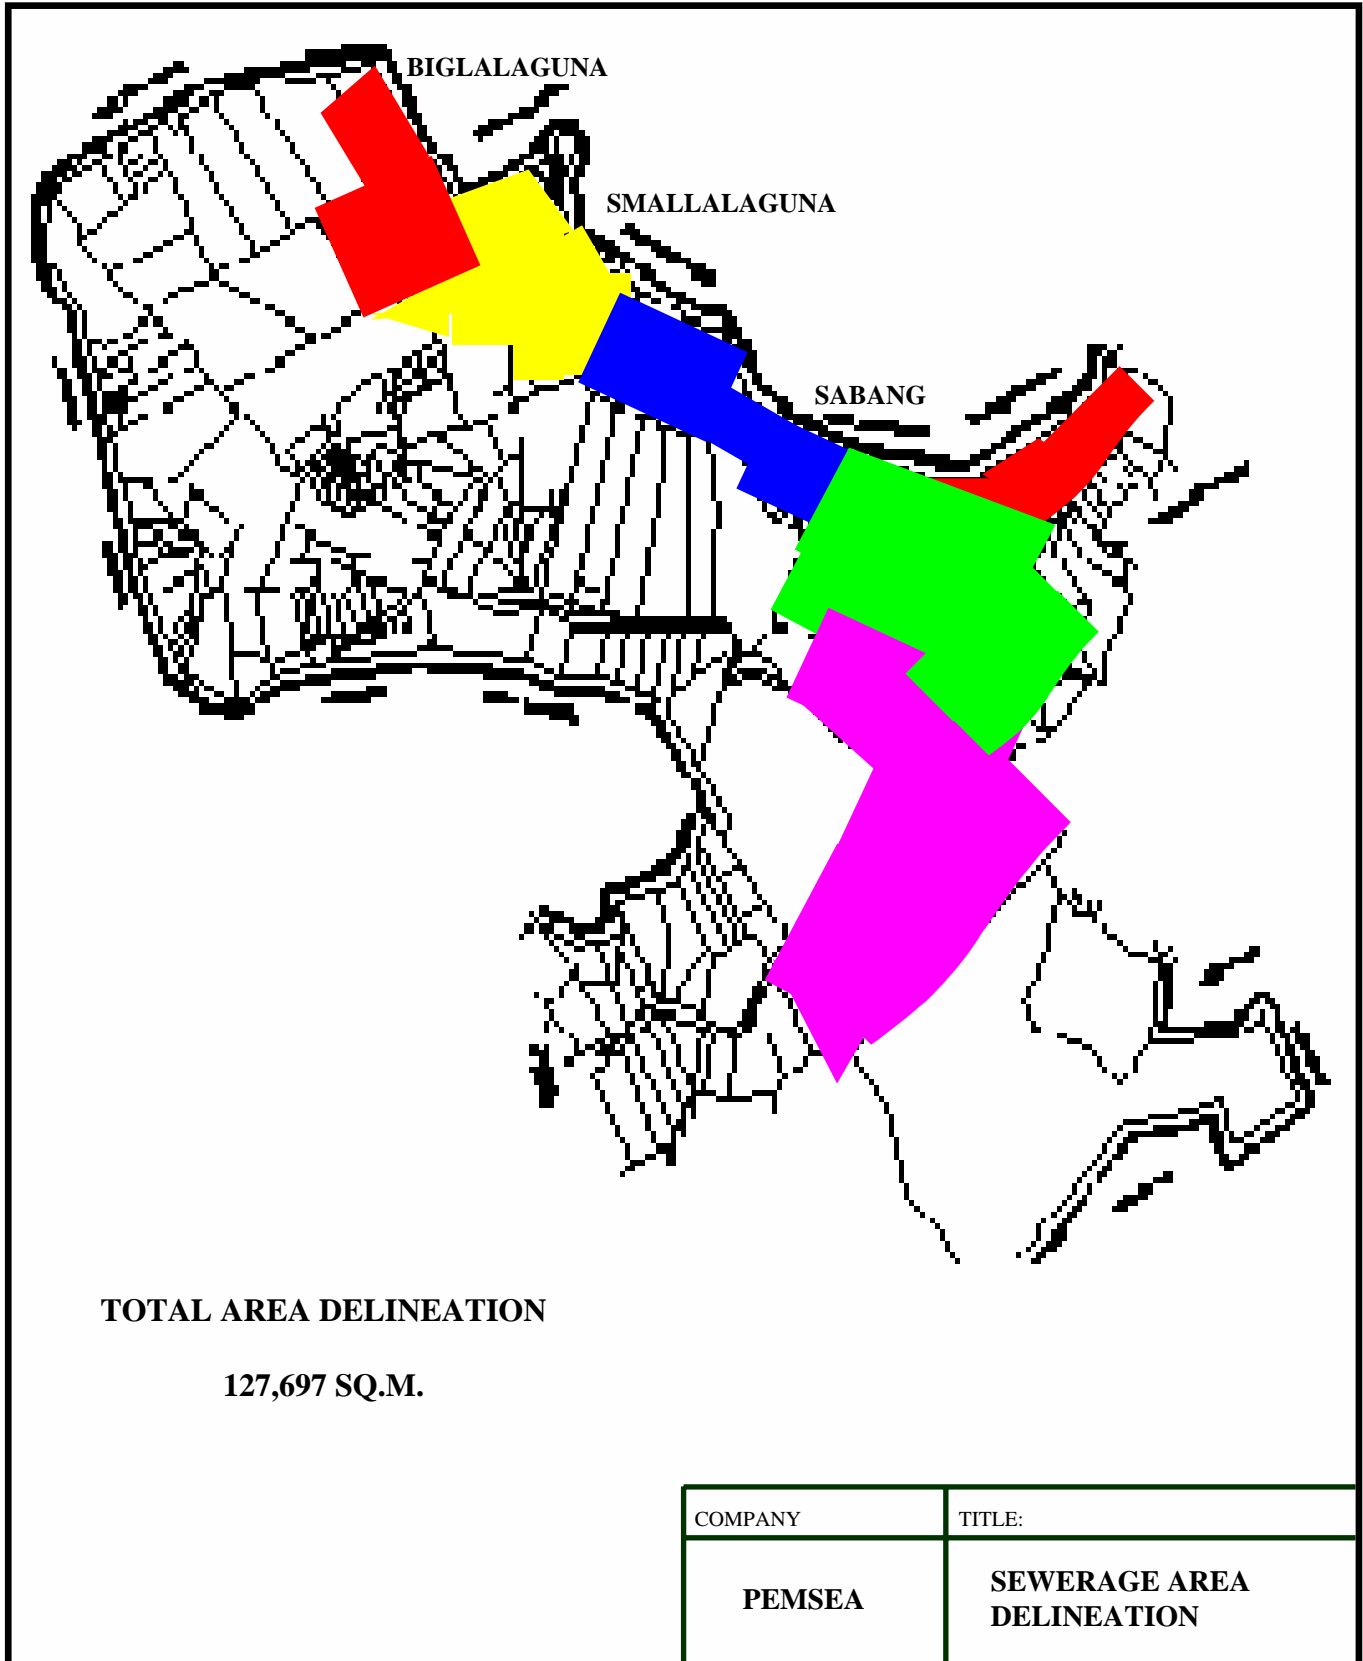 BIGLALAGUNA
SMALLALAGUNA
SABANG
TOTAL AREA DELINEATION
127,697 SQ.M.
COMPANY
TITLE:
PEMSEA
SEWERAGE AREA
DELINEATION